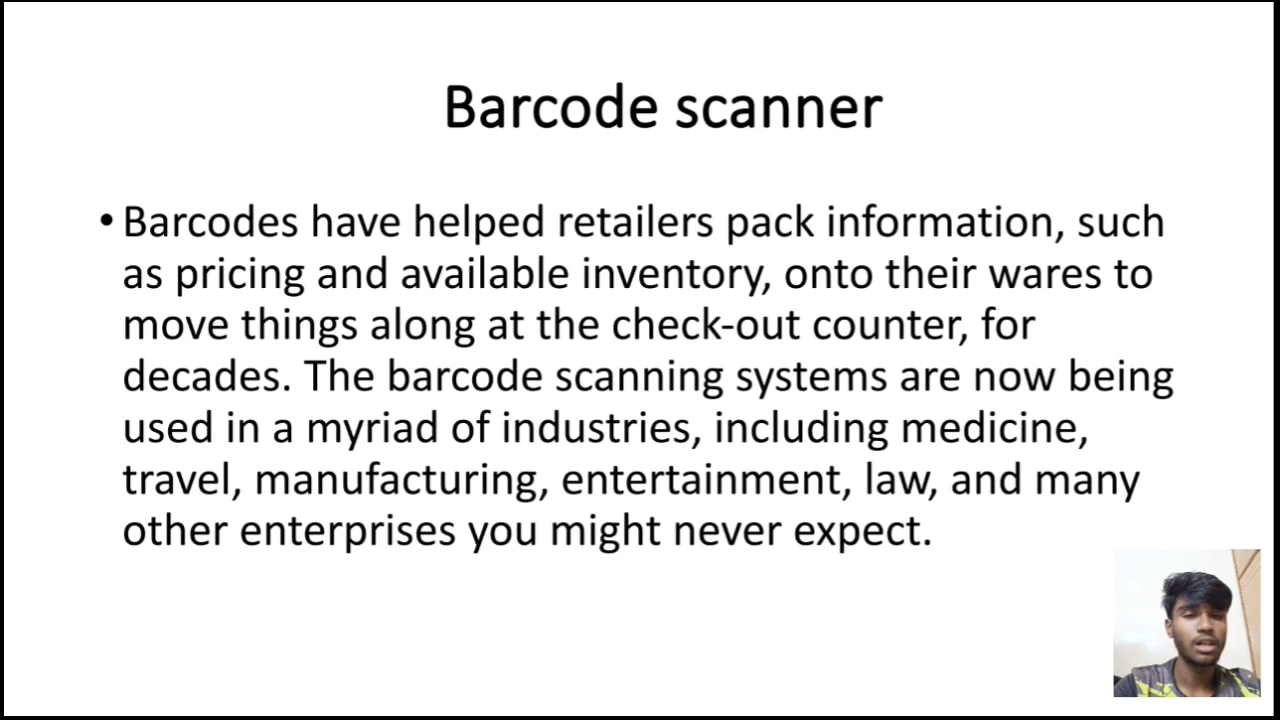 Barcode scanner
• Barcodes have helped retailers pack information, such
as pricing and available inventory, onto their wares to
move things along at the check-out counter, for
decades. The barcode scanning systems are now being
used in a myriad of industries, including medicine,
travel, manufacturing, entertainment, law, and many
other enterprises you might never expect.